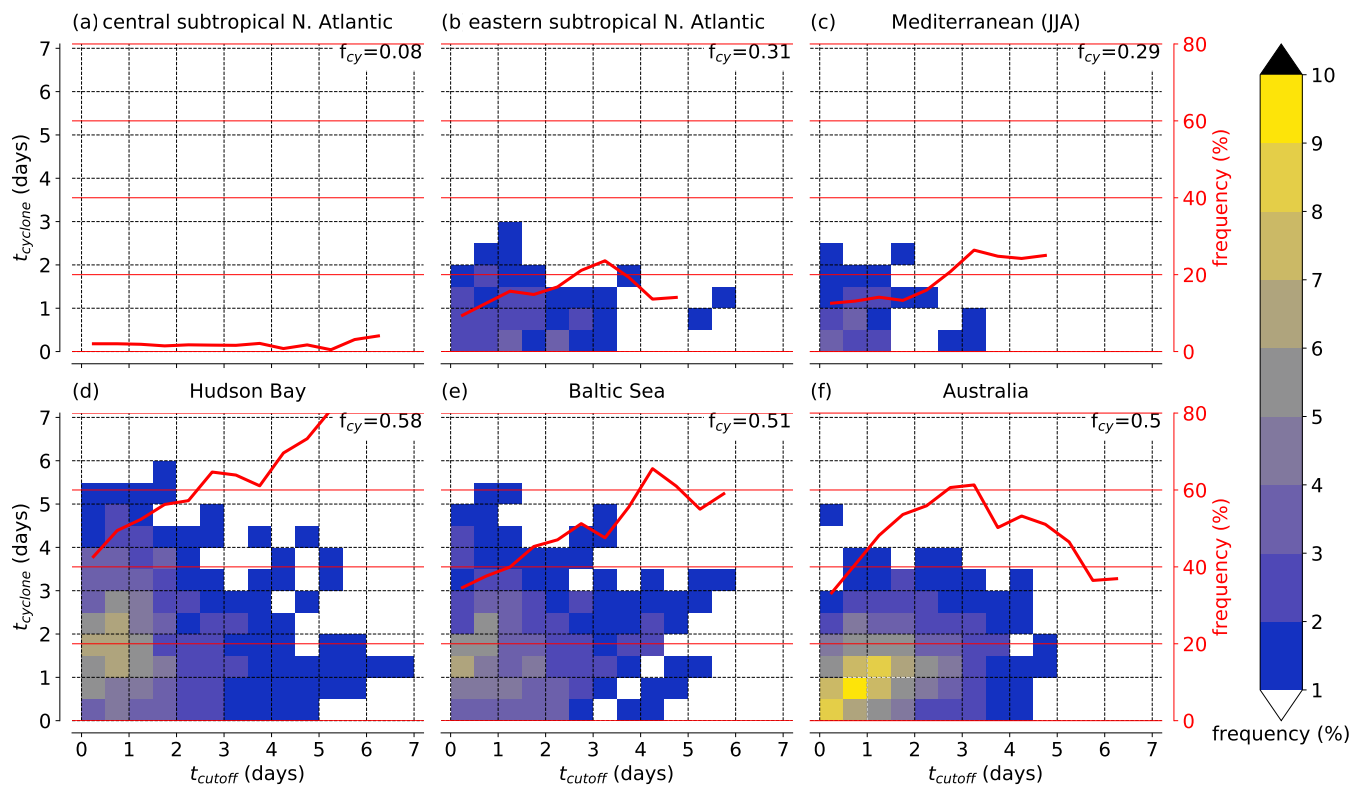 (a) central subtropical N. Atlantic
(b) eastern subtropical N. Atlantic
(c) Mediterranean (JJA)
f_cy=0.08
f_cy=0.31
f_cy=0.29
7
6
5
4
3
2
1
0
t_cyclone (days)
80
60
40
20
0
frequency (%)
(d) Hudson Bay
(e) Baltic Sea
(f) Australia
f_cy=0.58
f_cy=0.51
f_cy=0.5
7
6
5
4
3
2
1
0
t_cyclone (days)
80
60
40
20
0
frequency (%)
0 1 2 3 4 5 6 7
0 1 2 3 4 5 6 7
0 1 2 3 4 5 6 7
t_cutoff (days)
t_cutoff (days)
t_cutoff (days)
10
9
8
7
6
5
4
3
2
1
frequency (%)